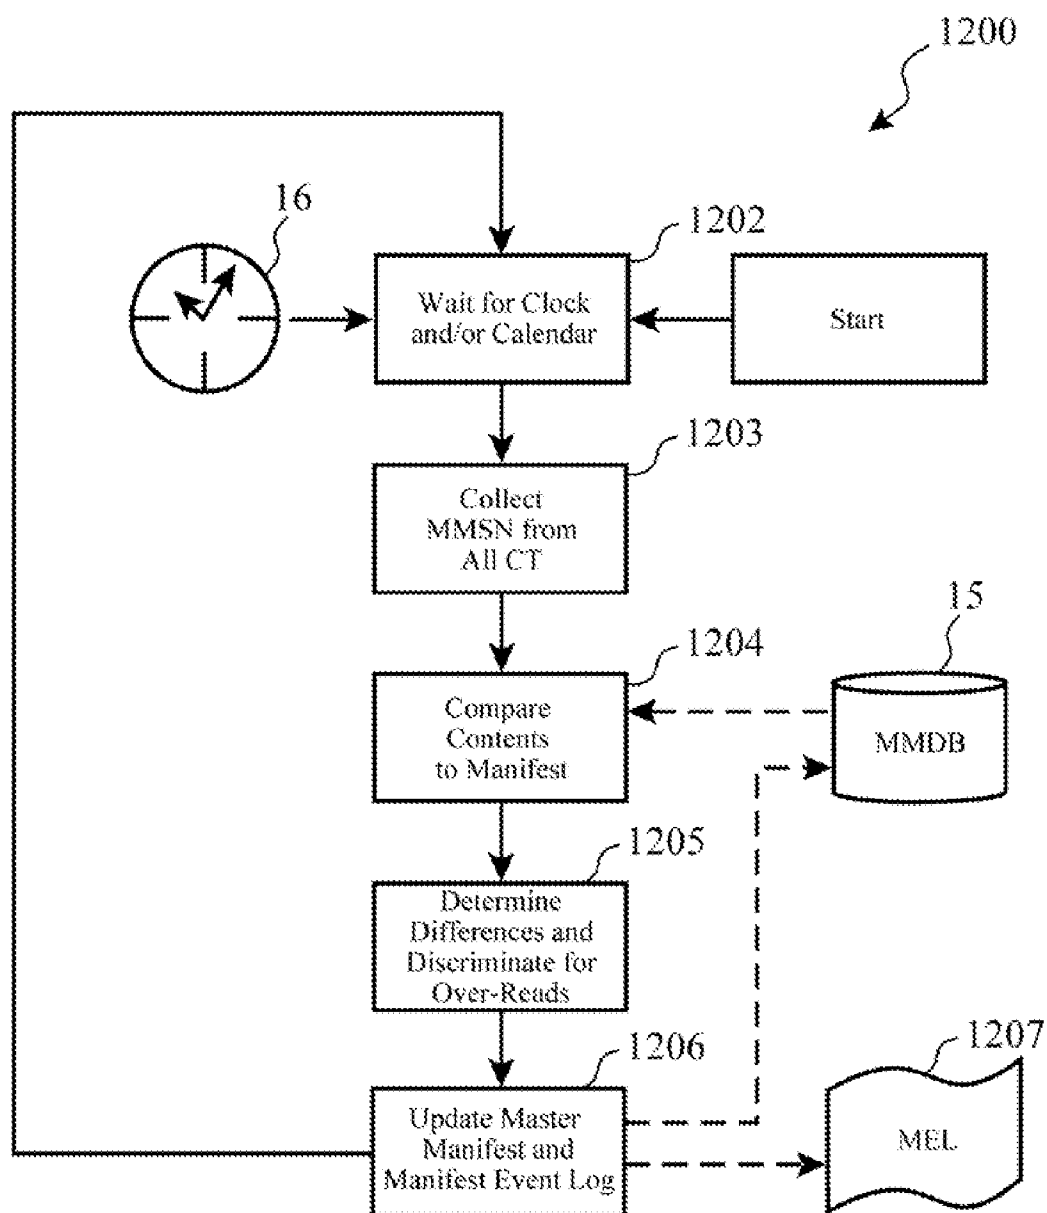 1200
16
1202
Wait for Clock
and/or Calendar
Start
1203
Collect
MMSN from
All CT
1204
15
Compare
Contents
to Manifest
MMDB
1205
Determine
Differences and
Discriminate for
Over-Reads
1206
1207
Update Master
Manifest and
Manifest Event Log
MEL